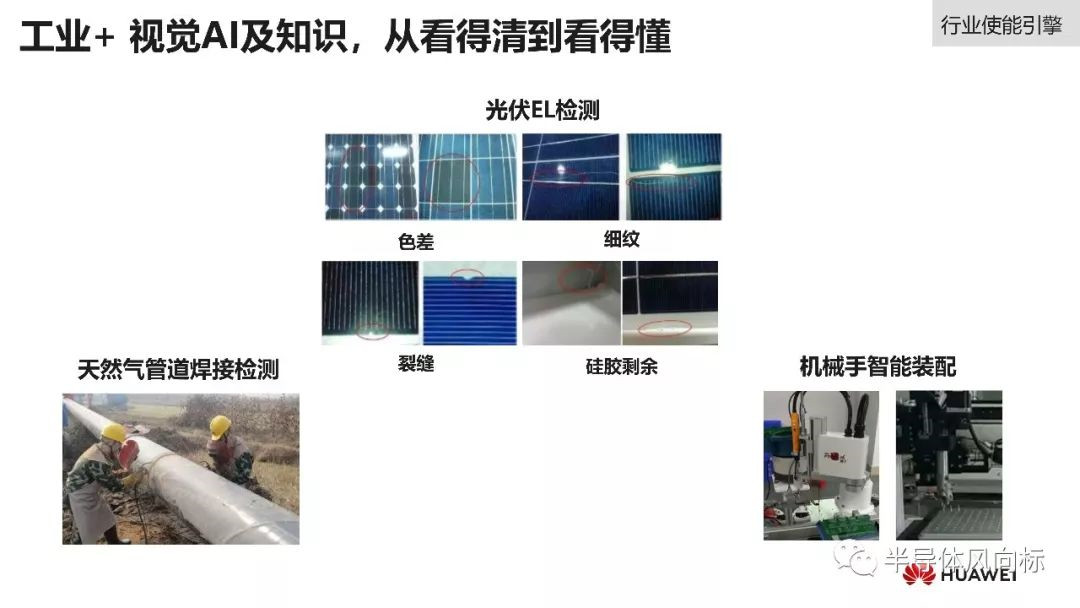 工业+ 视觉AI及知识，从看得清到看得懂
行业使能引擎
光伏EL检测
色差
细纹
裂缝
硅胶剩余
天然气管道焊接检测
机械手智能装配
半导体风向标
HUAWEI